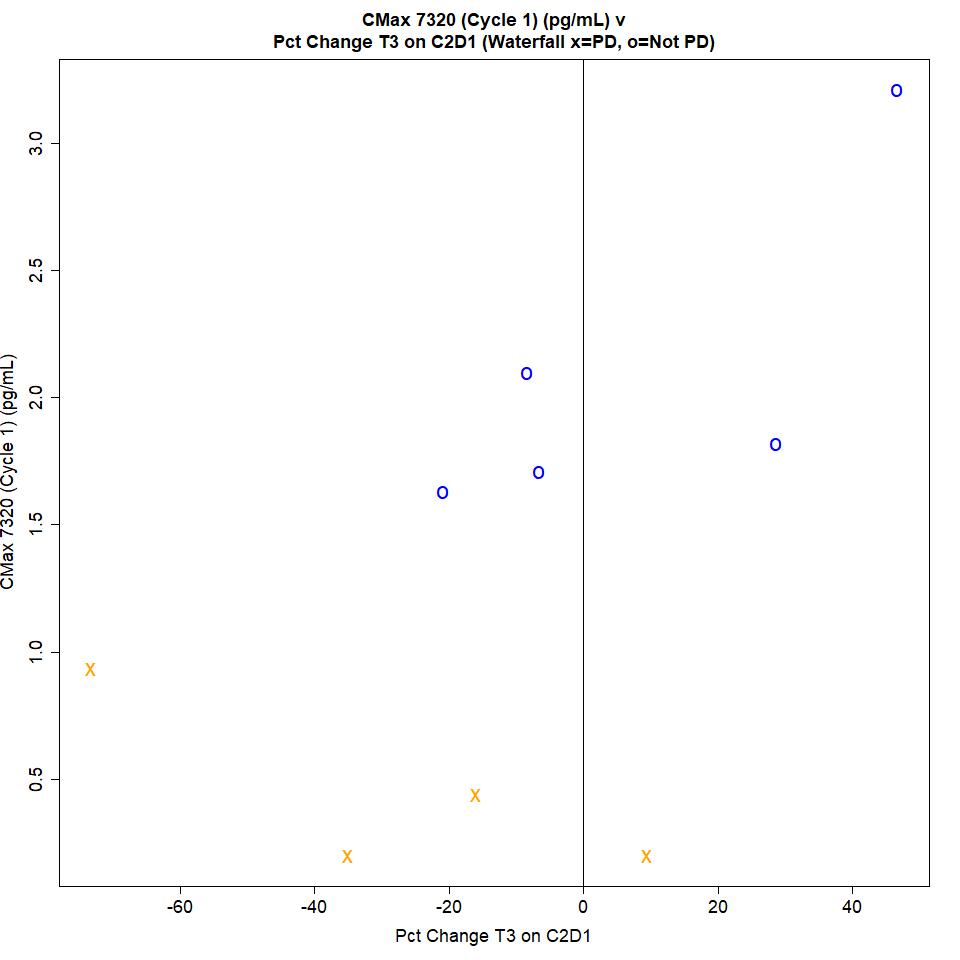 CMax 7320 (Cycle 1) (pg/mL) v
Pct Change T3 on C2D1 (Waterfall x=PD, o=Not PD)
CMax 7320 (Cycle 1) (pg/mL)
3.0
2.5
2.0
1.5
1.0
0.5
o
o
o
o
o
x
x
x
x
-60
-40
-20
0
20
40
Pct Change T3 on C2D1